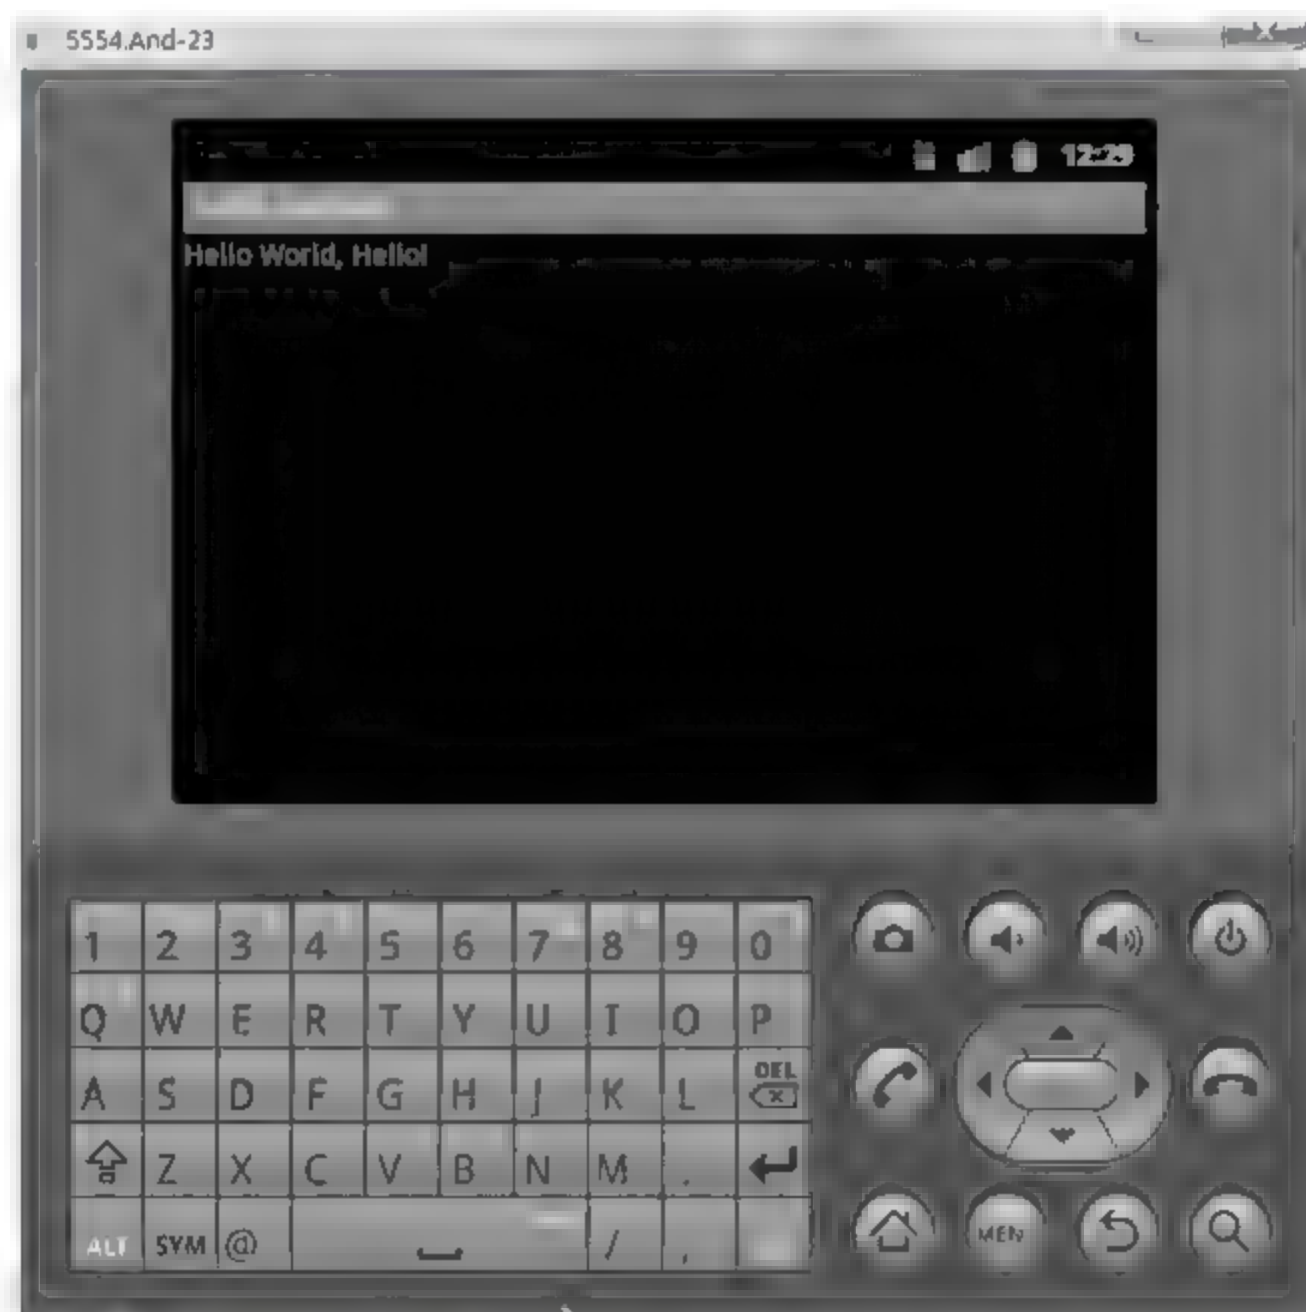 5554:And-23
12:29
Hello World, Hello!
1 2 3 4 5 6 7 8 9 0
Q W E R T Y U I O P
A S D F G H J K L DEL
Z X C V B N M .
ALT SYM @ / ,
MEN